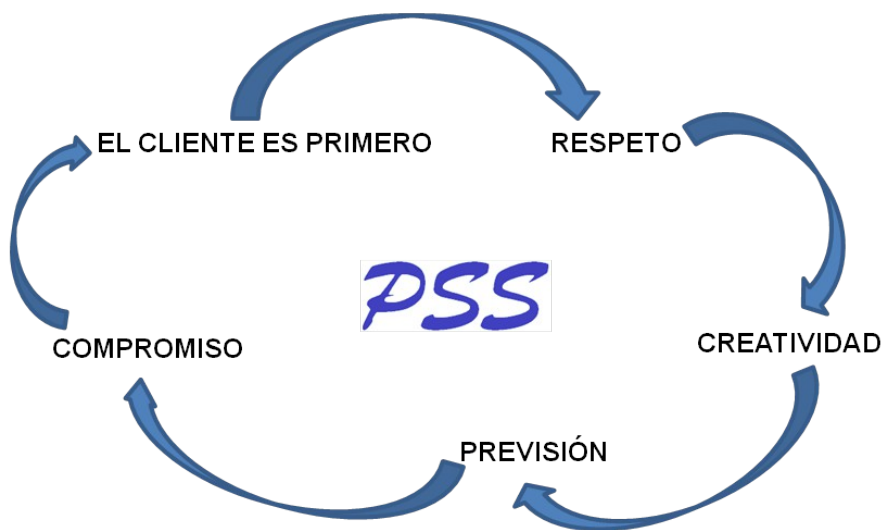 EL CLIENTE ES PRIMERO
RESPETO
PSS
CREATIVIDAD
COMPROMISO
PREVISIÓN